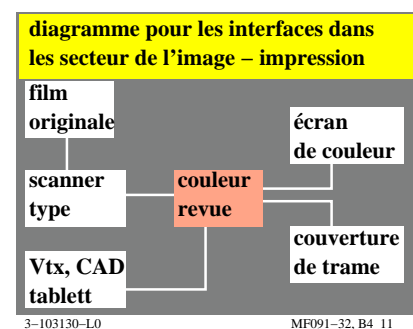 diagramme pour les interfaces dans
les secteur de l'image – impression
film
originale
écran
de couleur
scanner
type
couleur
revue
couverture
de trame
Vtx, CAD
tablett
3–103130–L0
MF091–32, B4 11